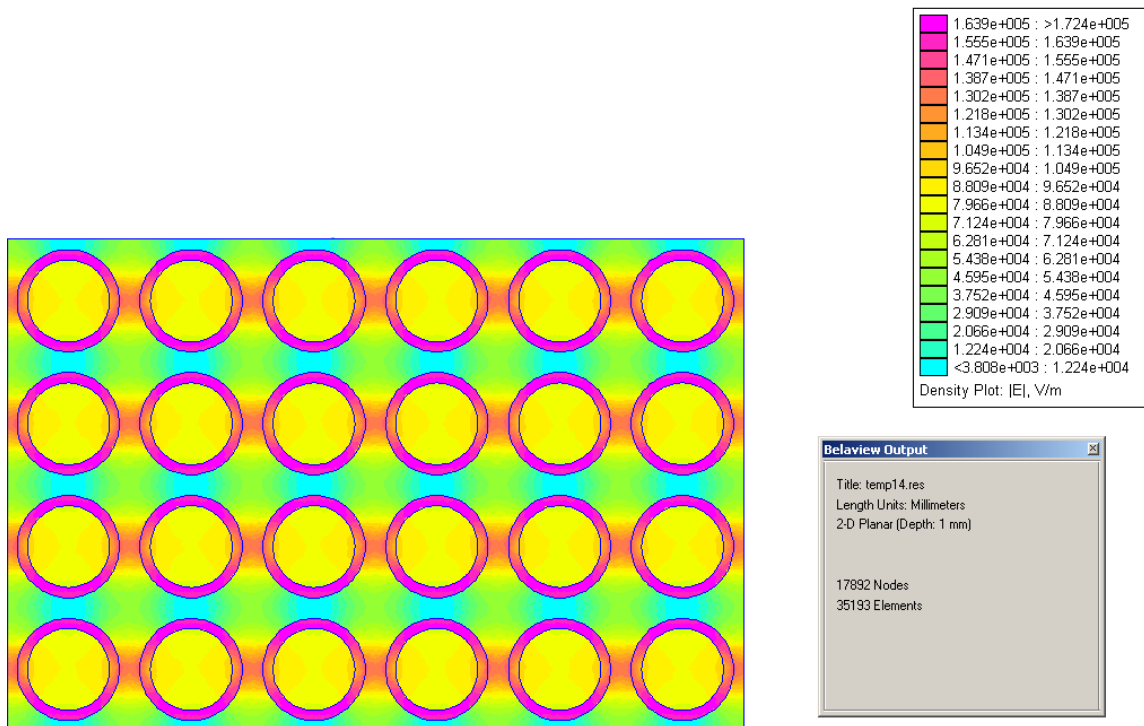 1.639e+005 : >1.724e+005
1.555e+005 : 1.639e+005
1.471e+005 : 1.555e+005
1.387e+005 : 1.471e+005
1.302e+005 : 1.387e+005
1.218e+005 : 1.302e+005
1.134e+005 : 1.218e+005
1.049e+005 : 1.134e+005
9.652e+004 : 1.049e+005
8.809e+004 : 9.652e+004
7.966e+004 : 8.809e+004
7.124e+004 : 7.966e+004
6.281e+004 : 7.124e+004
5.438e+004 : 6.281e+004
4.595e+004 : 5.438e+004
3.752e+004 : 4.595e+004
2.909e+004 : 3.752e+004
2.066e+004 : 2.909e+004
1.224e+004 : 2.066e+004
<3.808e+003 : 1.224e+004
Density Plot: |E|, V/m
Belaview Output
Title: temp14.res
Length Units: Millimeters
2-D Planar (Depth: 1 mm)
17892 Nodes
35193 Elements